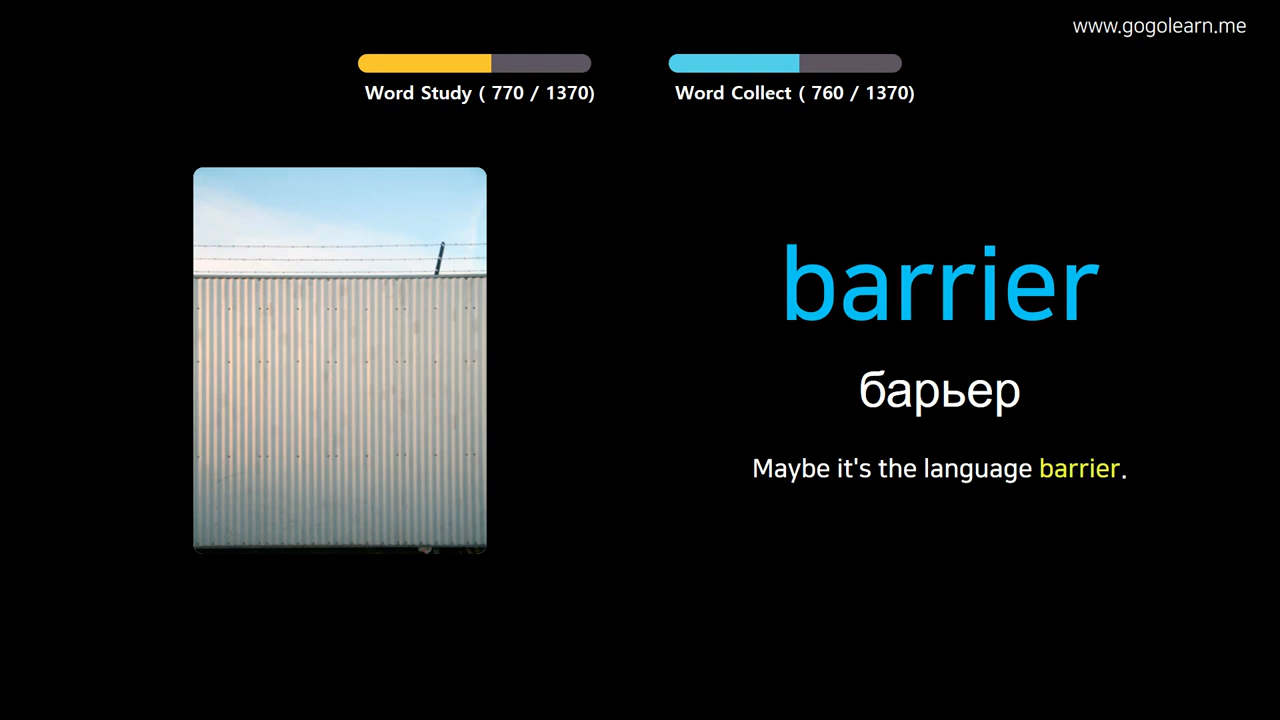 www.gogolearn.me
Word Study ( 770 / 1370)
Word Collect ( 760 / 1370)
barrier
барьер
Maybe it's the language barrier.